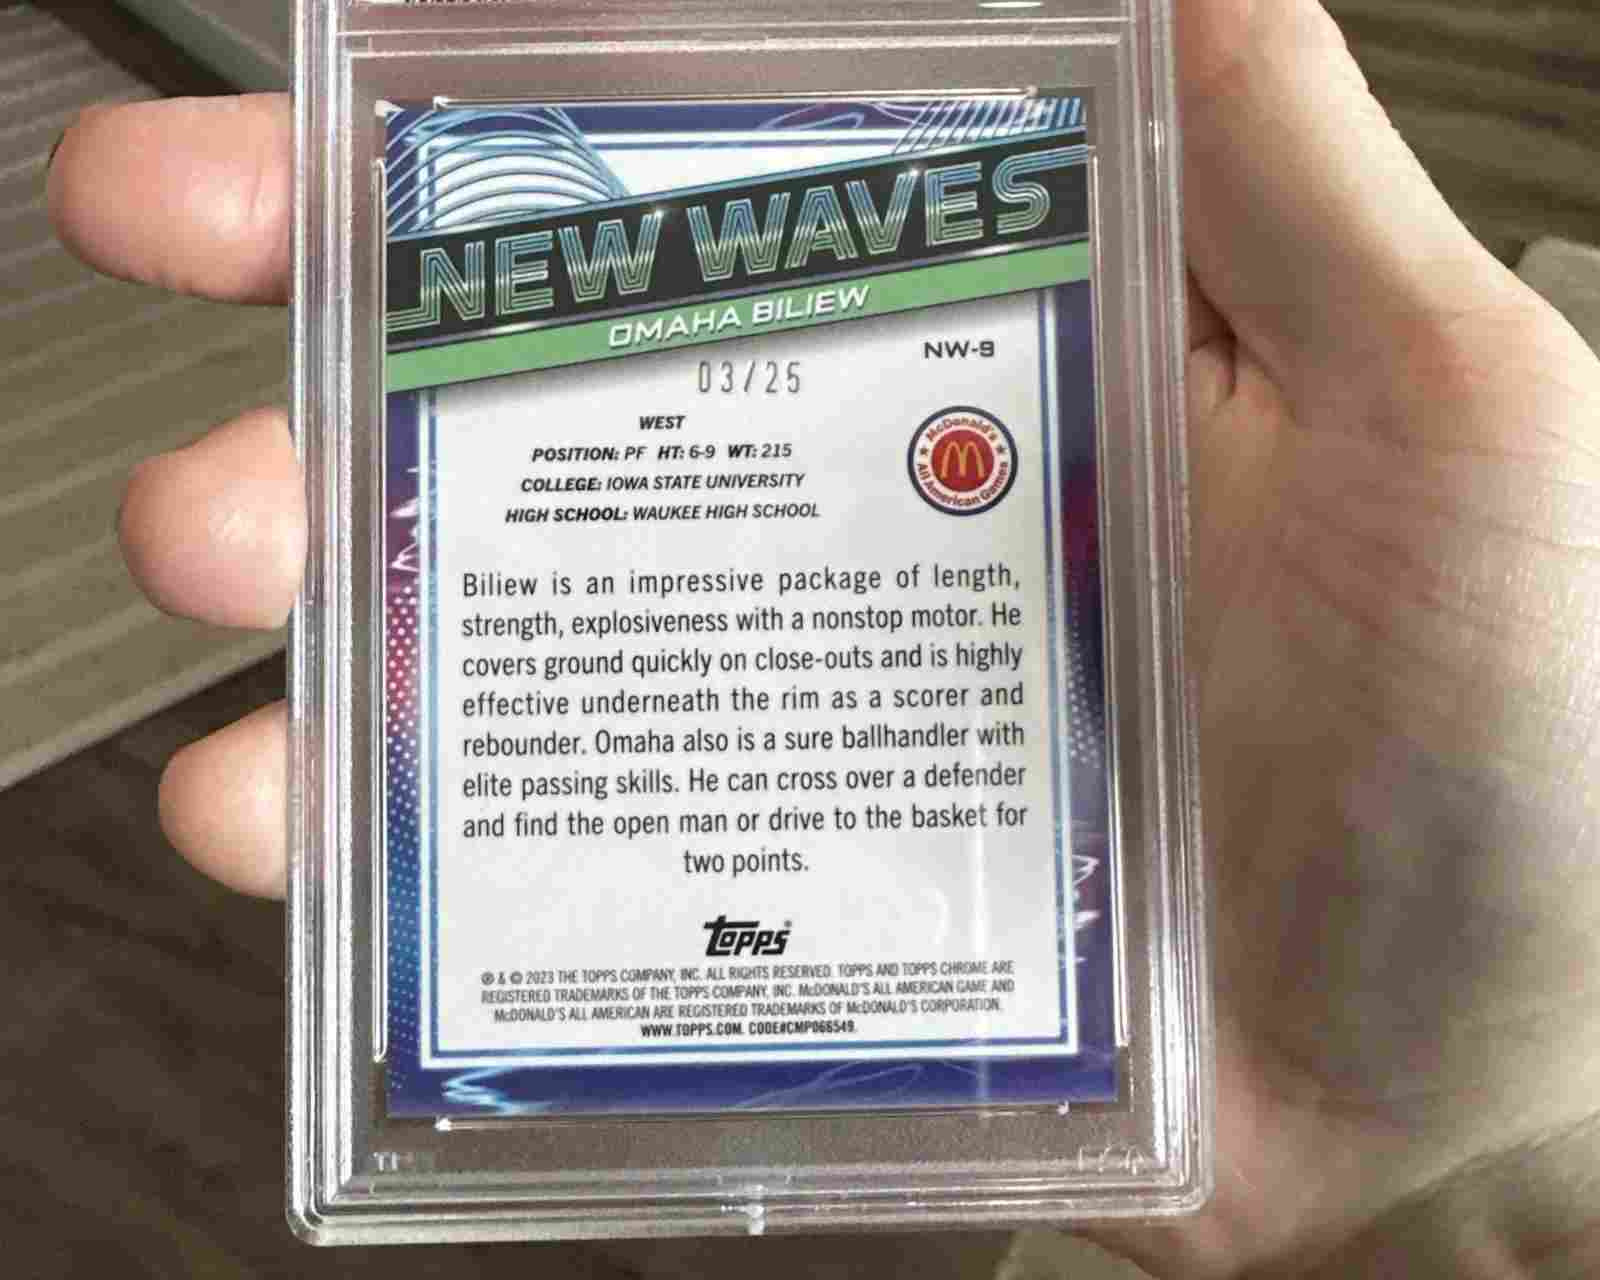 NEW WAVES
OMAHA BILIEW
NW-9
03/25
WEST
POSITION: PF HT: 6-9 WT: 215
COLLEGE: IOWA STATE UNIVERSITY
HIGH SCHOOL: WAUKEE HIGH SCHOOL
McDonald's
All American Games
Biliew is an impressive package of length,
strength, explosiveness with a nonstop motor. He
covers ground quickly on close-outs and is highly
effective underneath the rim as a scorer and
rebounder. Omaha also is a sure ballhandler with
elite passing skills. He can cross over a defender
and find the open man or drive to the basket for
two points.
Topps®
® & © 2023 THE TOPPS COMPANY, INC. ALL RIGHTS RESERVED. TOPPS AND TOPPS CHROME ARE
REGISTERED TRADEMARKS OF THE TOPPS COMPANY, INC. McDONALD'S ALL AMERICAN GAME AND
McDONALD'S ALL AMERICAN ARE REGISTERED TRADEMARKS OF McDONALD'S CORPORATION.
WWW.TOPPS.COM. CODE#CMP066549.